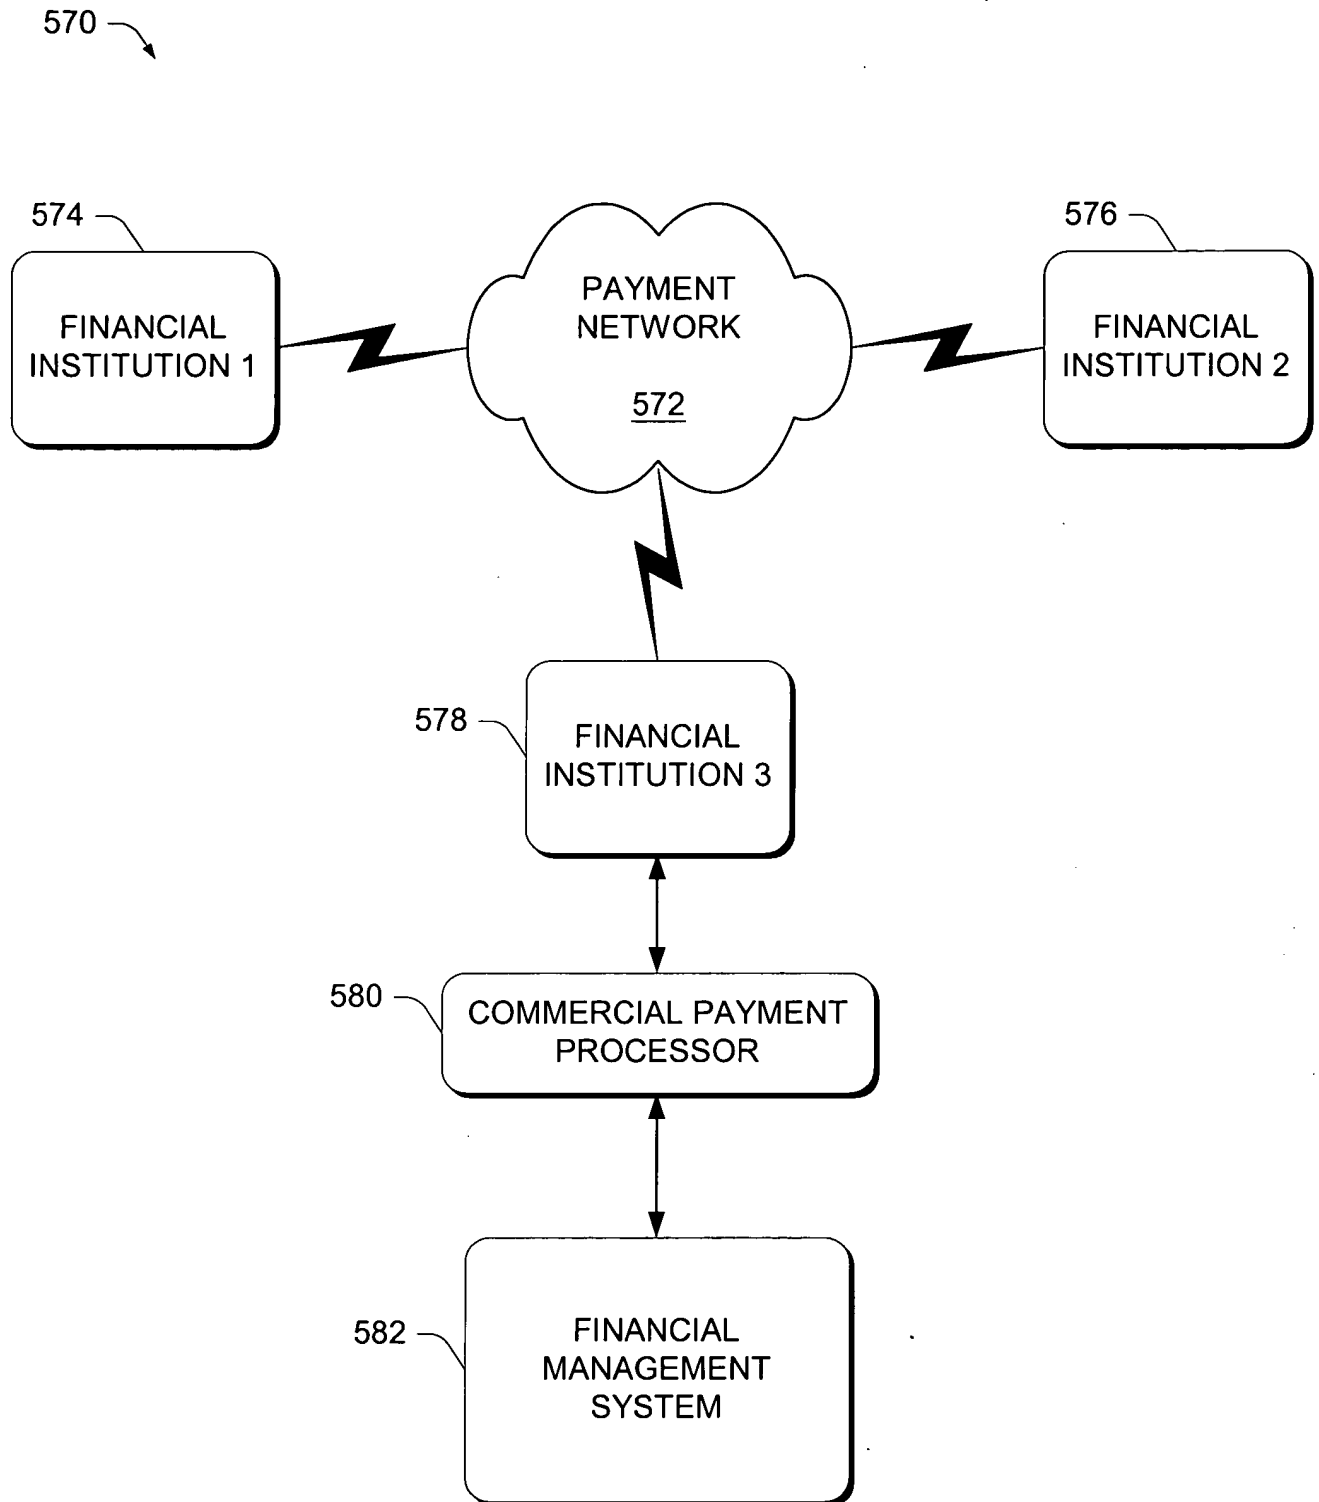 570
574
576
PAYMENT
NETWORK
572
FINANCIAL
INSTITUTION 1
FINANCIAL
INSTITUTION 2
578
FINANCIAL
INSTITUTION 3
580
COMMERCIAL PAYMENT
PROCESSOR
582
FINANCIAL
MANAGEMENT
SYSTEM